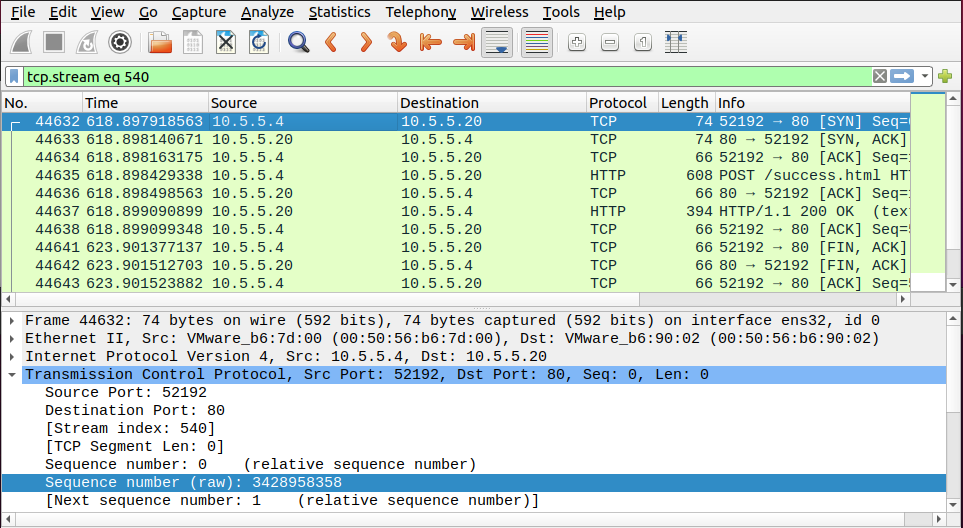 File Edit View Go Capture Analyze Statistics Telephony Wireless Tools Help
tcp.stream eq 540
No. Time Source Destination Protocol Length Info
44632 618.897918563 10.5.5.4 10.5.5.20 TCP 74 52192 → 80 [SYN] Seq=
44633 618.898140671 10.5.5.20 10.5.5.4 TCP 74 80 → 52192 [SYN, ACK]
44634 618.898163175 10.5.5.4 10.5.5.20 TCP 66 52192 → 80 [ACK] Seq=
44635 618.898429338 10.5.5.4 10.5.5.20 HTTP 608 POST /success.html HT
44636 618.898498563 10.5.5.20 10.5.5.4 TCP 66 80 → 52192 [ACK] Seq=
44637 618.899090899 10.5.5.20 10.5.5.4 HTTP 394 HTTP/1.1 200 OK (tex
44638 618.899099348 10.5.5.4 10.5.5.20 TCP 66 52192 → 80 [ACK] Seq=
44641 623.901377137 10.5.5.4 10.5.5.20 TCP 66 52192 → 80 [FIN, ACK]
44642 623.901512703 10.5.5.20 10.5.5.4 TCP 66 80 → 52192 [FIN, ACK]
44643 623.901523882 10.5.5.4 10.5.5.20 TCP 66 52192 → 80 [ACK] Seq=
Frame 44632: 74 bytes on wire (592 bits), 74 bytes captured (592 bits) on interface ens32, id 0
Ethernet II, Src: VMware_b6:7d:00 (00:50:56:b6:7d:00), Dst: VMware_b6:90:02 (00:50:56:b6:90:02)
Internet Protocol Version 4, Src: 10.5.5.4, Dst: 10.5.5.20
Transmission Control Protocol, Src Port: 52192, Dst Port: 80, Seq: 0, Len: 0
Source Port: 52192
Destination Port: 80
[Stream index: 540]
[TCP Segment Len: 0]
Sequence number: 0 (relative sequence number)
Sequence number (raw): 3428958358
[Next sequence number: 1 (relative sequence number)]